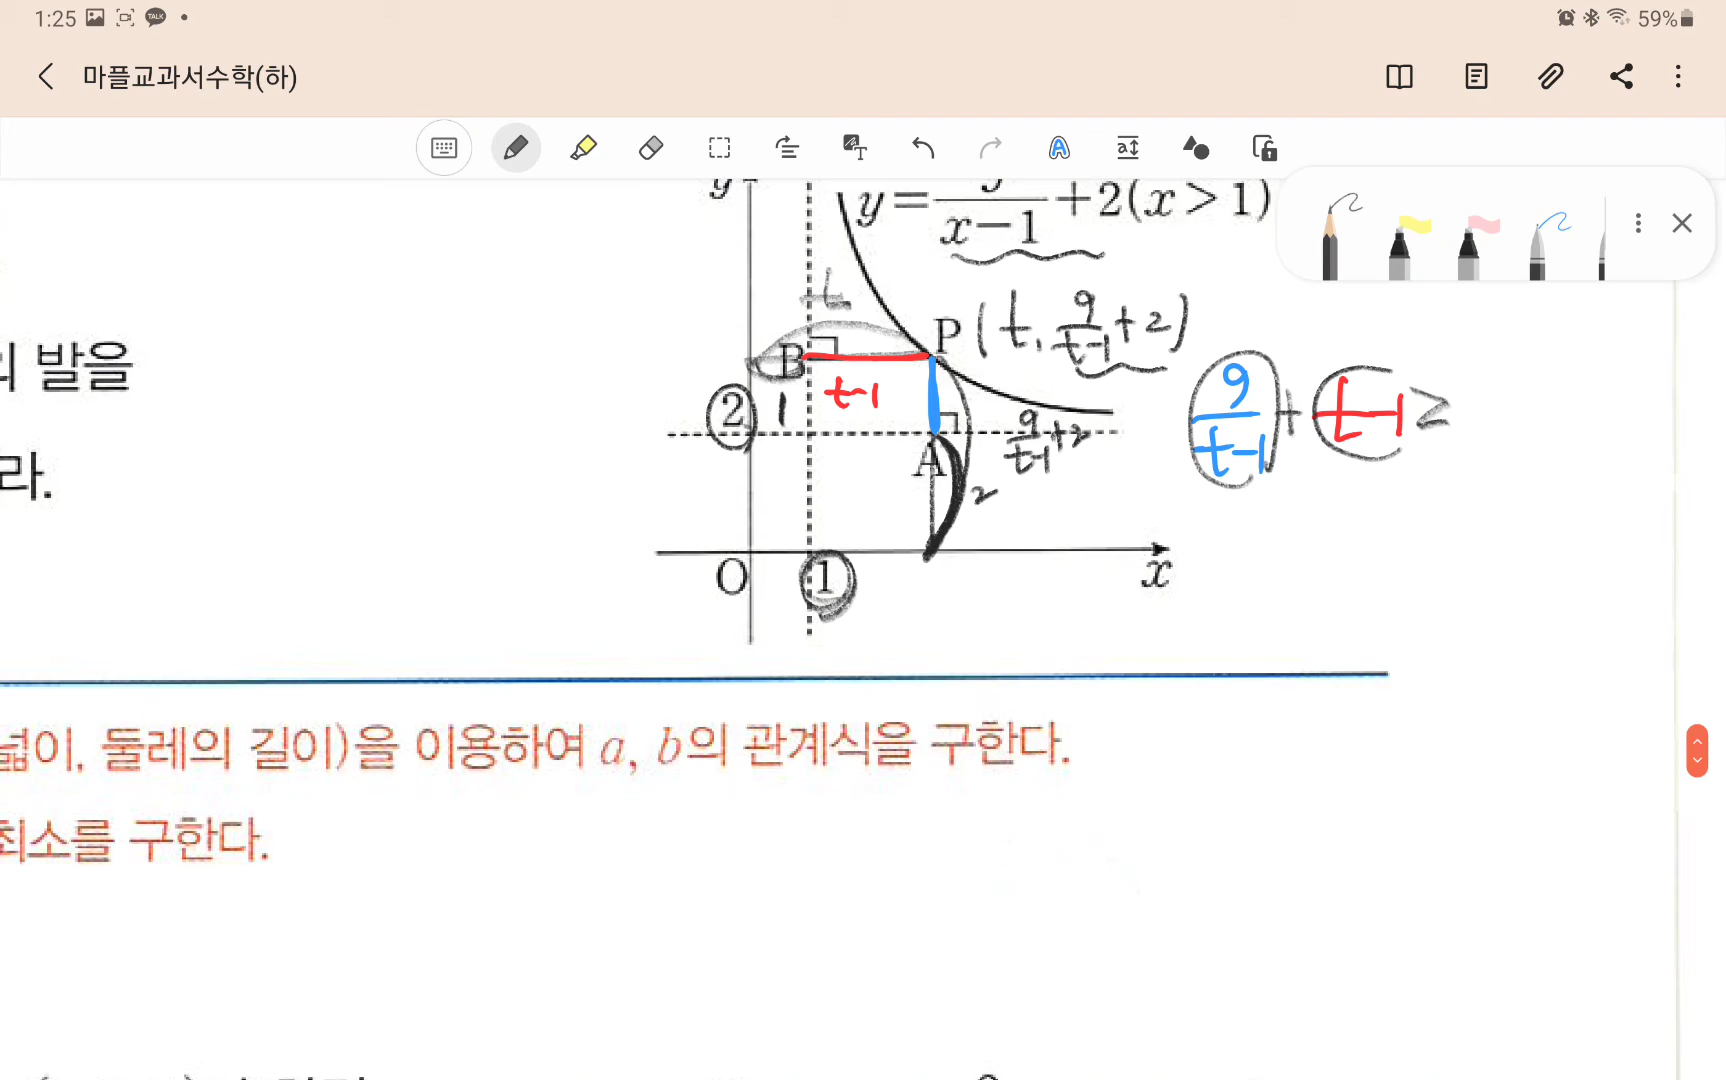 1:25 TALK 59%
마플교과서수학(하)
y
y= /(x-1) +2(x>1)
t
P (t, 9/(t-1) +2)
의 발을
B
t-1
9/(t-1) + t-1 ≥
2 1
9/(t-1) +2
A
라.
2
O 1 x
넓이, 둘레의 길이)을 이용하여 a, b의 관계식을 구한다.
최소를 구한다.